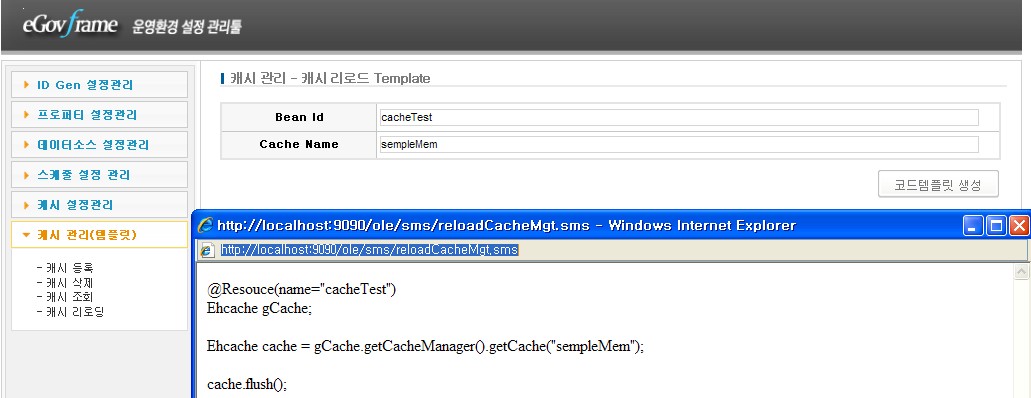 eGovframe 운영환경 설정 관리툴
ID Gen 설정관리
프로퍼티 설정관리
데이터소스 설정관리
스케줄 설정 관리
캐시 설정관리
캐시 관리(템플릿)
- 캐시 등록
- 캐시 삭제
- 캐시 조회
- 캐시 리로딩
캐시 관리 - 캐시 리로드 Template
Bean Id cacheTest
Cache Name sempleMem
코드템플릿 생성
http://localhost:9090/ole/sms/reloadCacheMgt.sms - Windows Internet Explorer
http://localhost:9090/ole/sms/reloadCacheMgt.sms
@Resouce(name="cacheTest")
Ehcache gCache;
Ehcache cache = gCache.getCacheManager().getCache("sempleMem");
cache.flush();